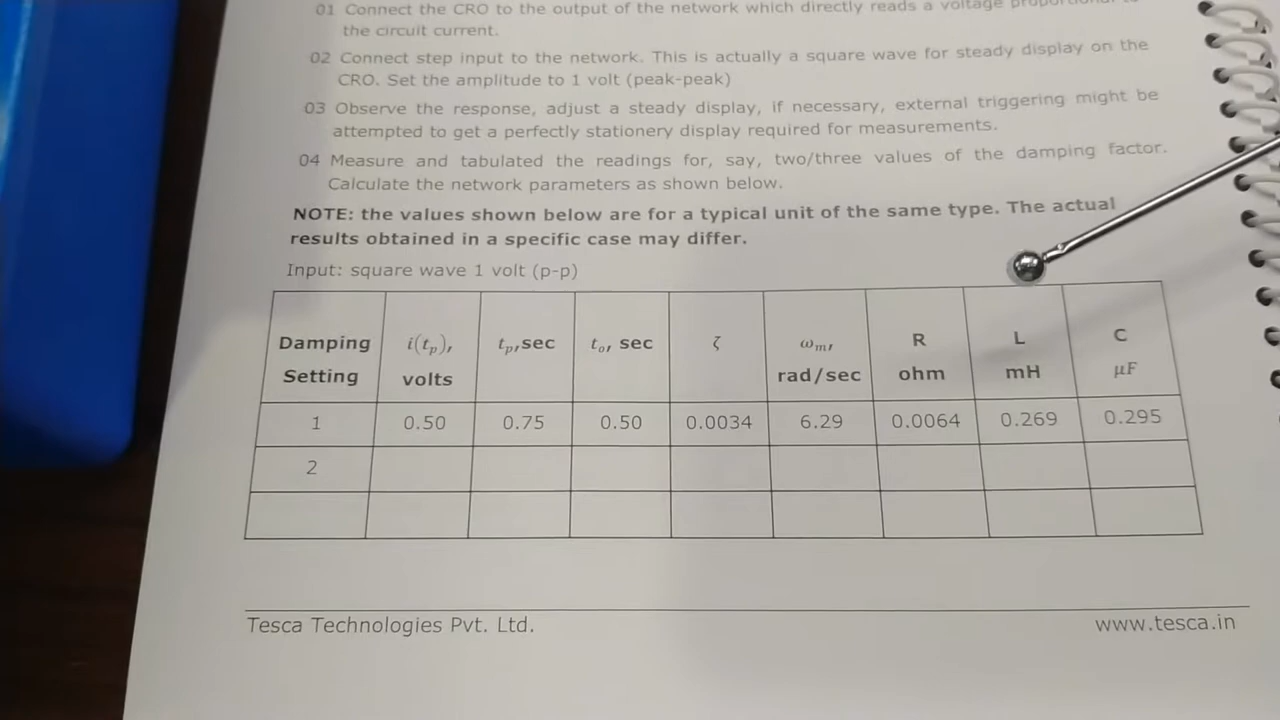 01 Connect the CRO to the output of the network which directly reads a voltage proportional to
the circuit current.
02 Connect step input to the network. This is actually a square wave for steady display on the
CRO. Set the amplitude to 1 volt (peak-peak)
03 Observe the response, adjust a steady display, if necessary, external triggering might be
attempted to get a perfectly stationery display required for measurements.
04 Measure and tabulated the readings for, say, two/three values of the damping factor.
Calculate the network parameters as shown below.
NOTE: the values shown below are for a typical unit of the same type. The actual
results obtained in a specific case may differ.
Input: square wave 1 volt (p-p)
Damping Setting i(tₚ), volts tₚ,sec tₒ, sec ζ ωₘ, rad/sec R ohm L mH C μF
1 0.50 0.75 0.50 0.0034 6.29 0.0064 0.269 0.295
2
Tesca Technologies Pvt. Ltd. www.tesca.in